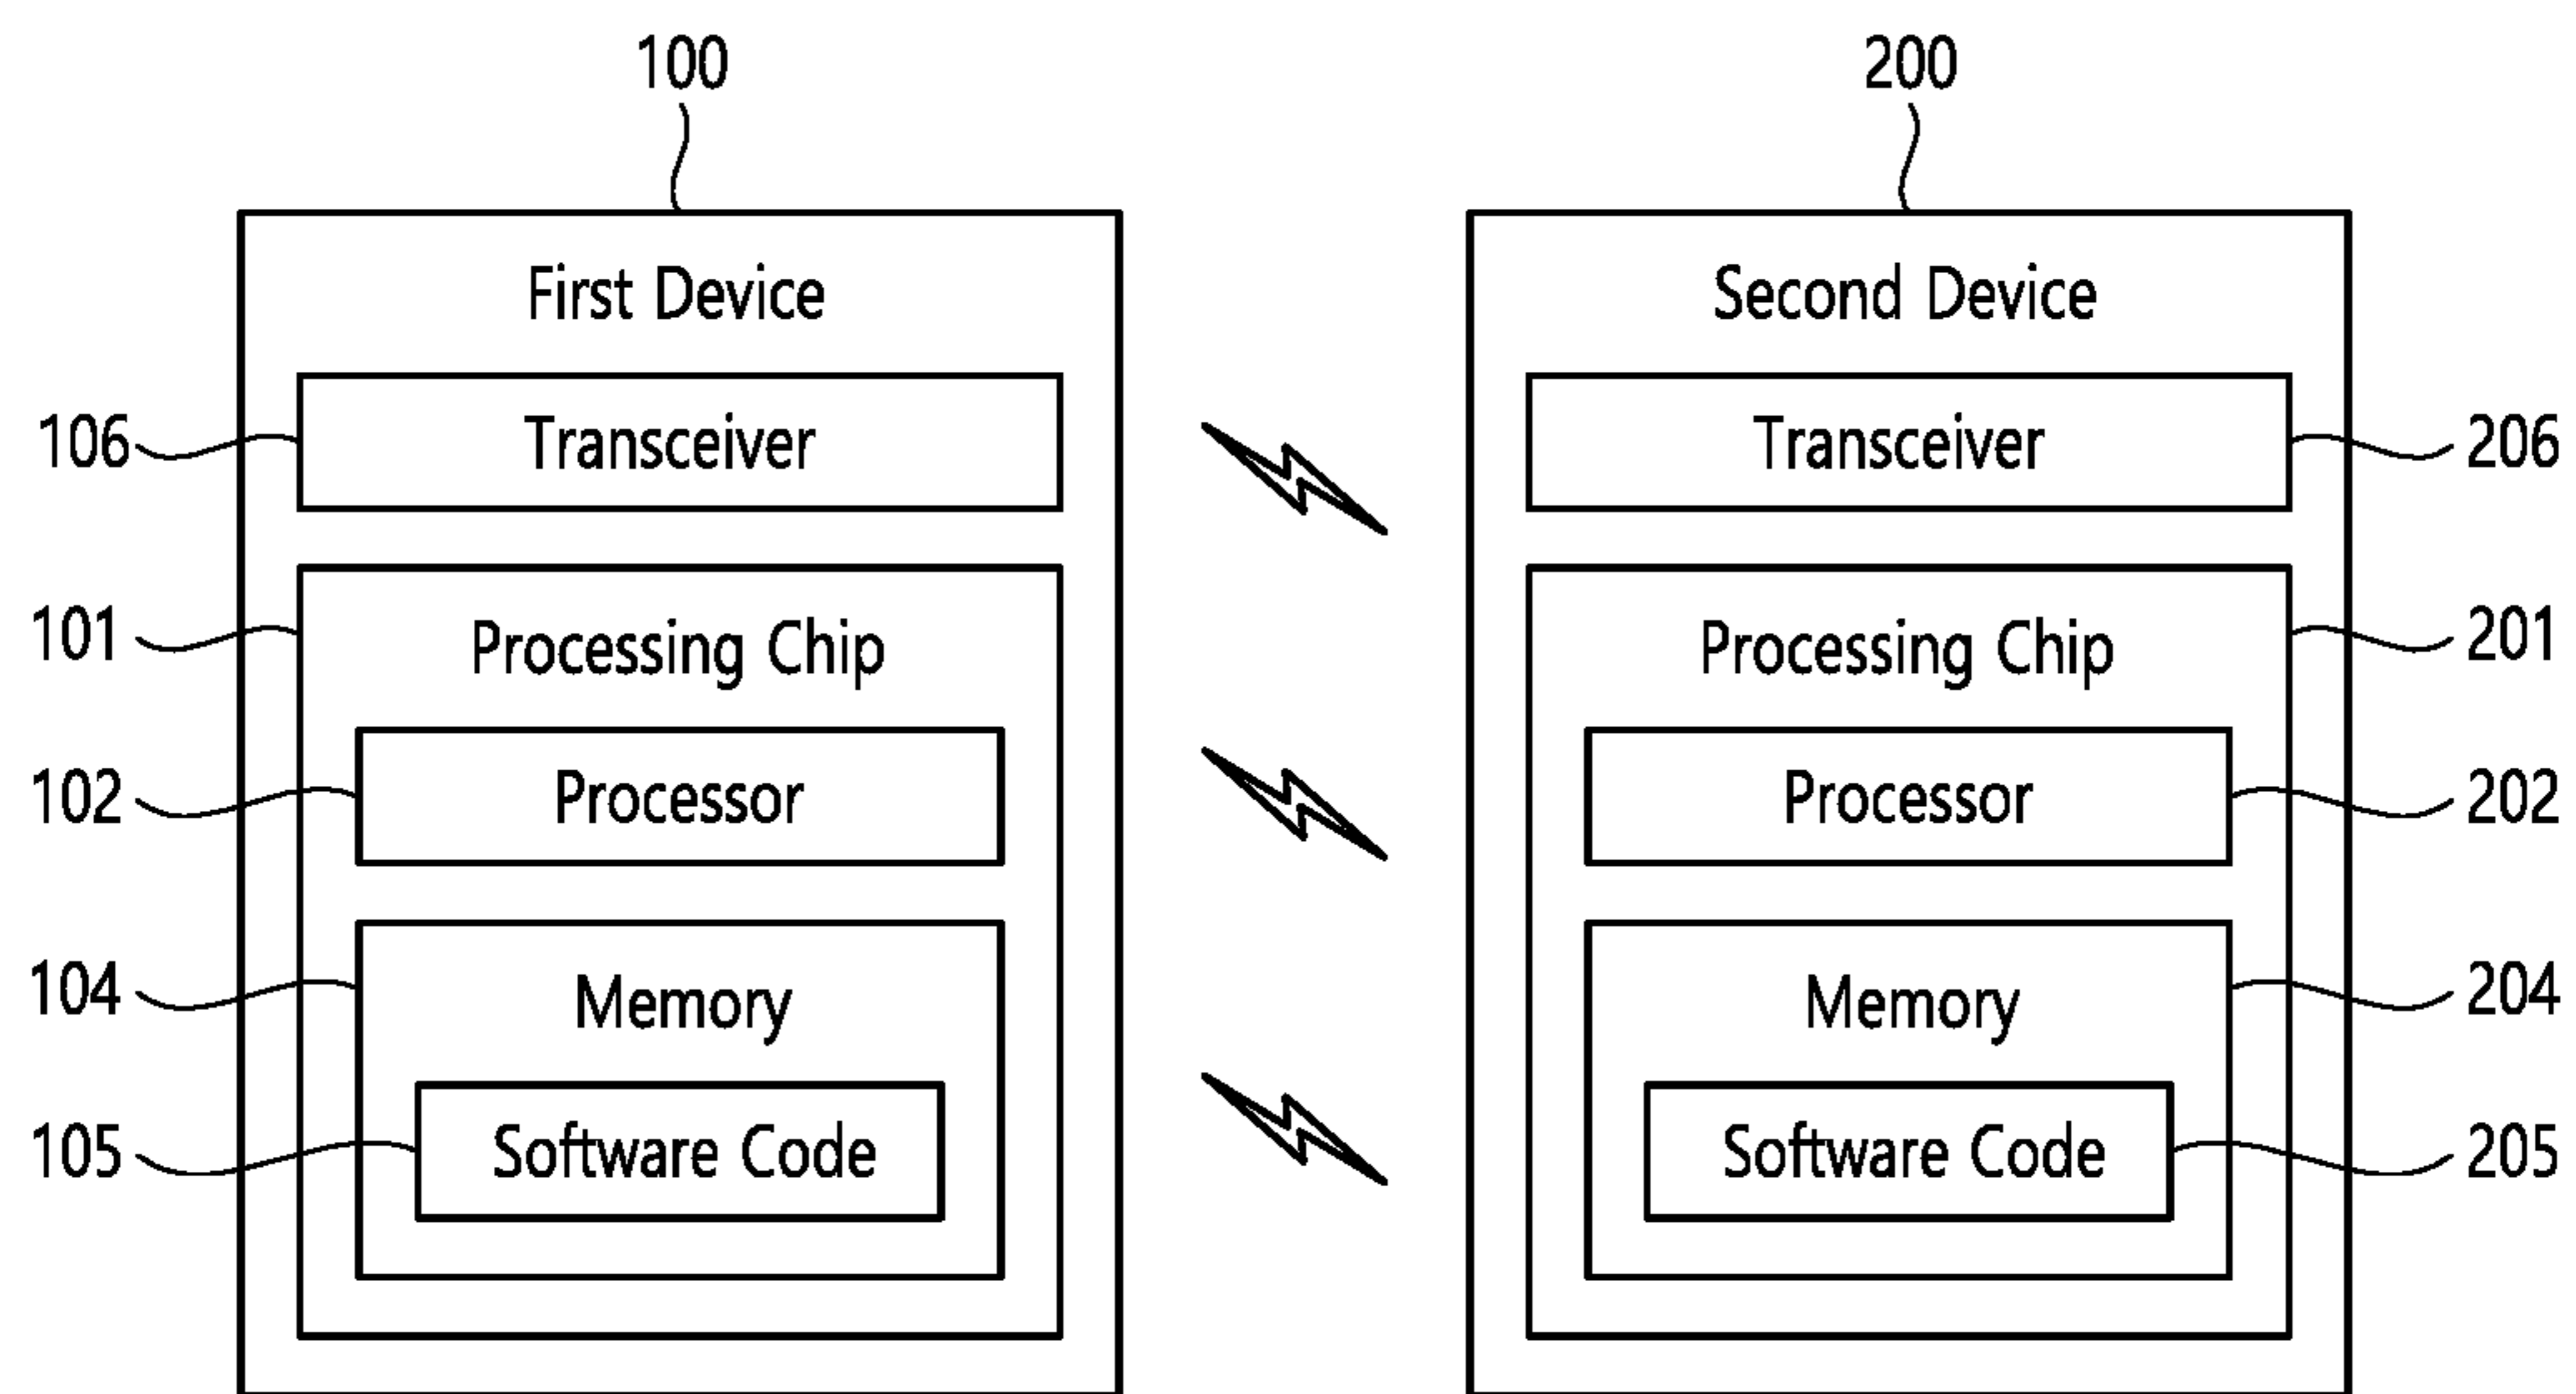 100
First Device
106
Transceiver
101
Processing Chip
102
Processor
104
Memory
105
Software Code
200
Second Device
Transceiver
206
Processing Chip
201
Processor
202
Memory
204
Software Code
205